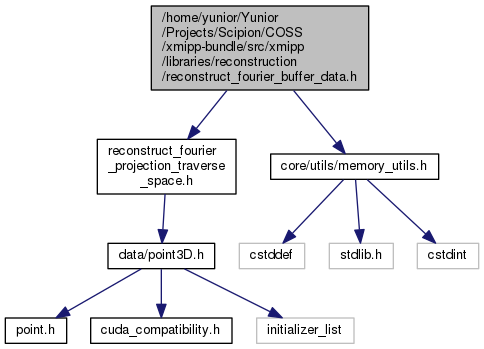 /home/yunior/Yunior
/Projects/Scipion/COSS
/xmipp-bundle/src/xmipp
/libraries/reconstruction
/reconstruct_fourier_buffer_data.h
reconstruct_fourier
_projection_traverse
_space.h
core/utils/memory_utils.h
data/point3D.h
cstddef
stdlib.h
cstdint
point.h
cuda_compatibility.h
initializer_list